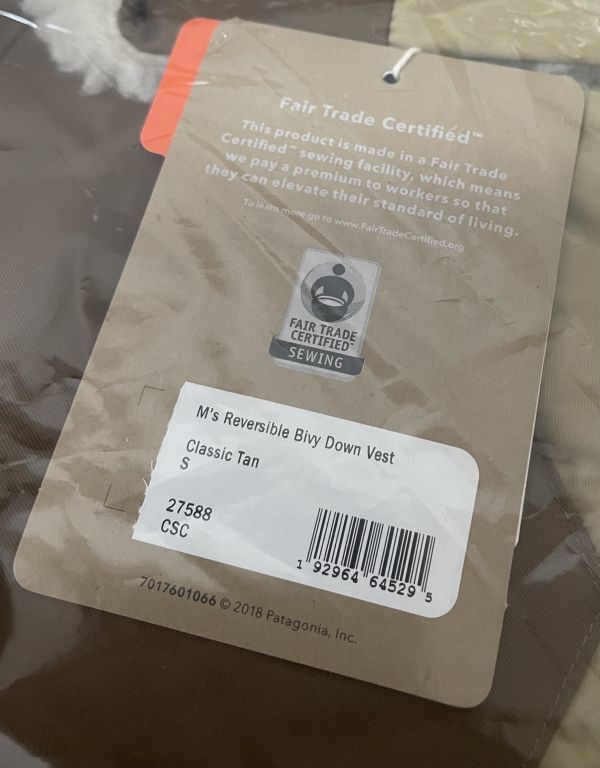 Fair Trade Certified™
This product is made in a Fair Trade
Certified™ sewing facility, which means
we pay a premium to workers so that
they can elevate their standard of living.
To learn more go to www.FairTradeCertified.org
FAIR TRADE
CERTIFIED™
SEWING
M's Reversible Bivy Down Vest
Classic Tan
S
27588
CSC
1 92964 64529 5
7017601066 © 2018 Patagonia, Inc.